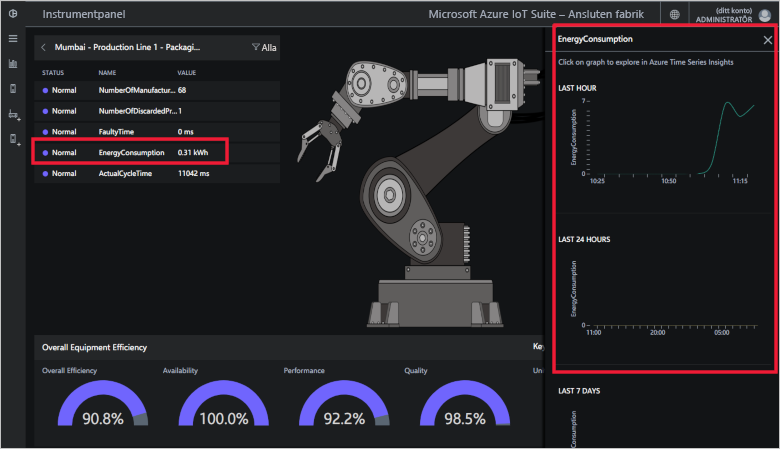 Instrumentpanel
Microsoft Azure IoT Suite – Ansluten fabrik
(ditt konto)
ADMINISTRATÖR
Mumbai - Production Line 1 - Packagi...
Alla
STATUS NAME VALUE
Normal NumberOfManufactur... 68
Normal NumberOfDiscardedPr... 1
Normal FaultyTime 0 ms
Normal EnergyConsumption 0.31 kWh
Normal ActualCycleTime 11042 ms
Overall Equipment Efficiency
Overall Efficiency
90.8%
Availability
100.0%
Performance
92.2%
Quality
98.5%
EnergyConsumption
Click on graph to explore in Azure Time Series Insights
LAST HOUR
EnergyConsumption
7
0
10:25 10:50 11:15
LAST 24 HOURS
EnergyConsumption
0
11:00 20:00 05:00
LAST 7 DAYS